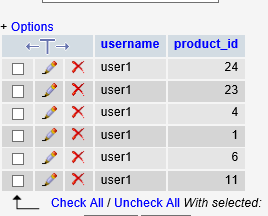 + Options
username product_id
user1 24
user1 23
user1 4
user1 1
user1 6
user1 11
Check All / Uncheck All With selected: